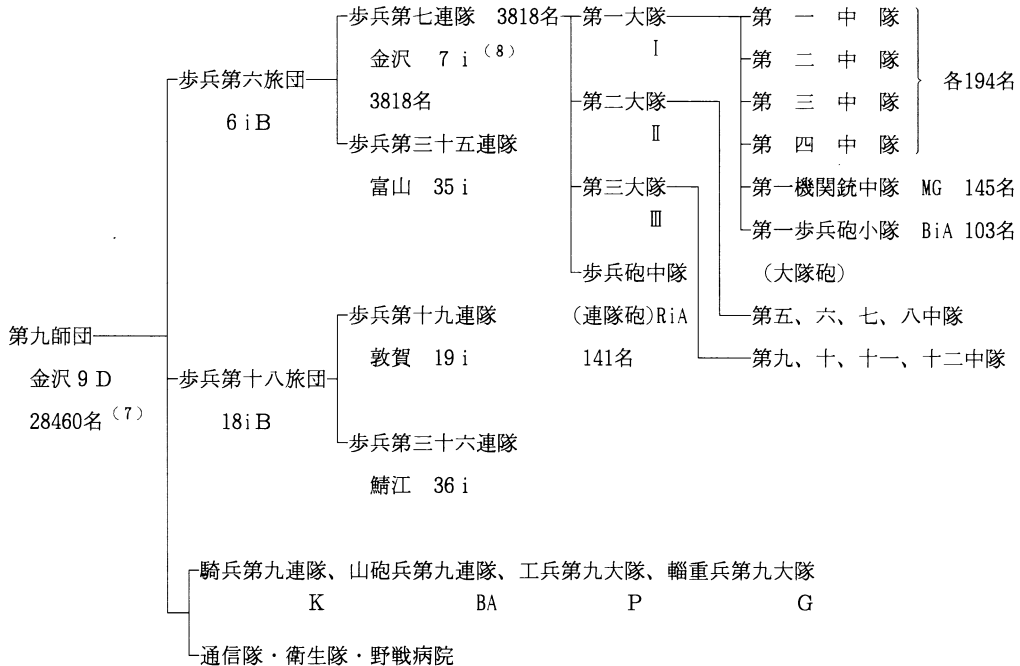 歩兵第七連隊 3818名
第一大隊
第一中隊
金沢 7i(8)
Ⅰ
第二中隊
各194名
歩兵第六旅団
3818名
第二大隊
第三中隊
6iB
Ⅱ
歩兵第三十五連隊
第四中隊
富山 35i
第三大隊
第一機関銃中隊 MG 145名
Ⅲ
第一歩兵砲小隊 BiA 103名
歩兵砲中隊
(大隊砲)
歩兵第十九連隊
(連隊砲)RiA
第五、六、七、八中隊
第九師団
敦賀 19i
141名
第九、十、十一、十二中隊
金沢9D
歩兵第十八旅団
28460名(7)
18iB
歩兵第三十六連隊
鯖江 36i
騎兵第九連隊、山砲兵第九連隊、工兵第九大隊、輜重兵第九大隊
K BA P G
通信隊・衛生隊・野戦病院